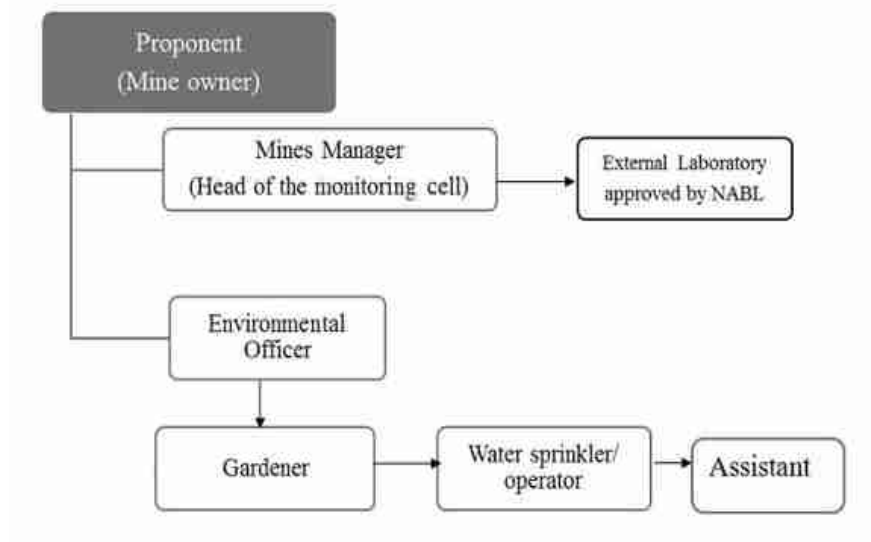 Proponent
(Mine owner)
Mines Manager
(Head of the monitoring cell)
External Laboratory
approved by NABL
Environmental
Officer
Gardener
Water sprinkler/
operator
Assistant